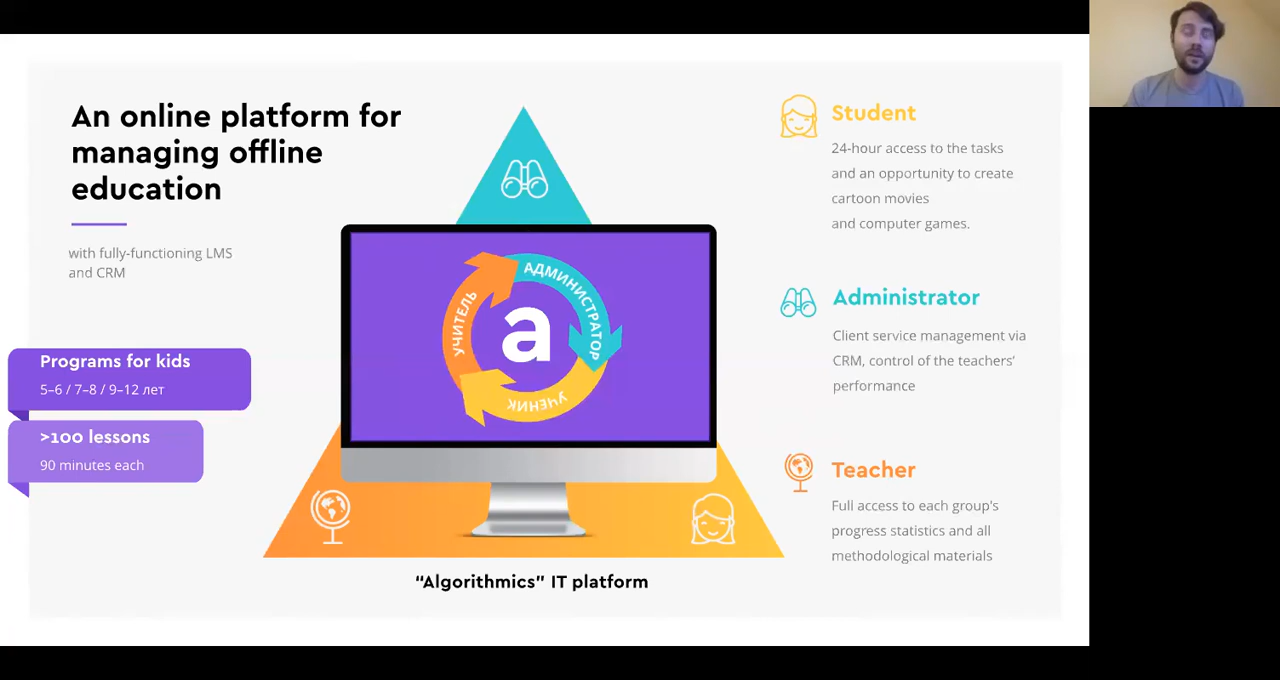 An online platform for
managing offline
education
with fully-functioning LMS
and CRM
Programs for kids
5–6 / 7–8 / 9–12 лет
>100 lessons
90 minutes each
АДМИНИСТРАТОР
УЧИТЕЛЬ
a
УЧЕНИК
“Algorithmics” IT platform
Student
24-hour access to the tasks
and an opportunity to create
cartoon movies
and computer games.
Administrator
Client service management via
CRM, control of the teachers’
performance
Teacher
Full access to each group's
progress statistics and all
methodological materials